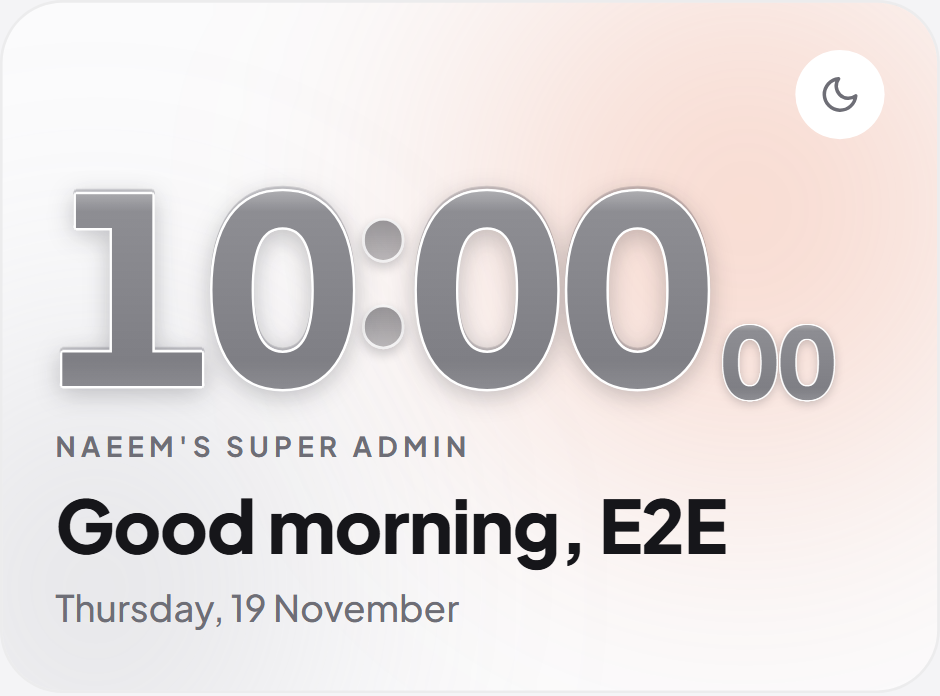 10:00 00
NAEEM'S SUPER ADMIN
Good morning, E2E
Thursday, 19 November